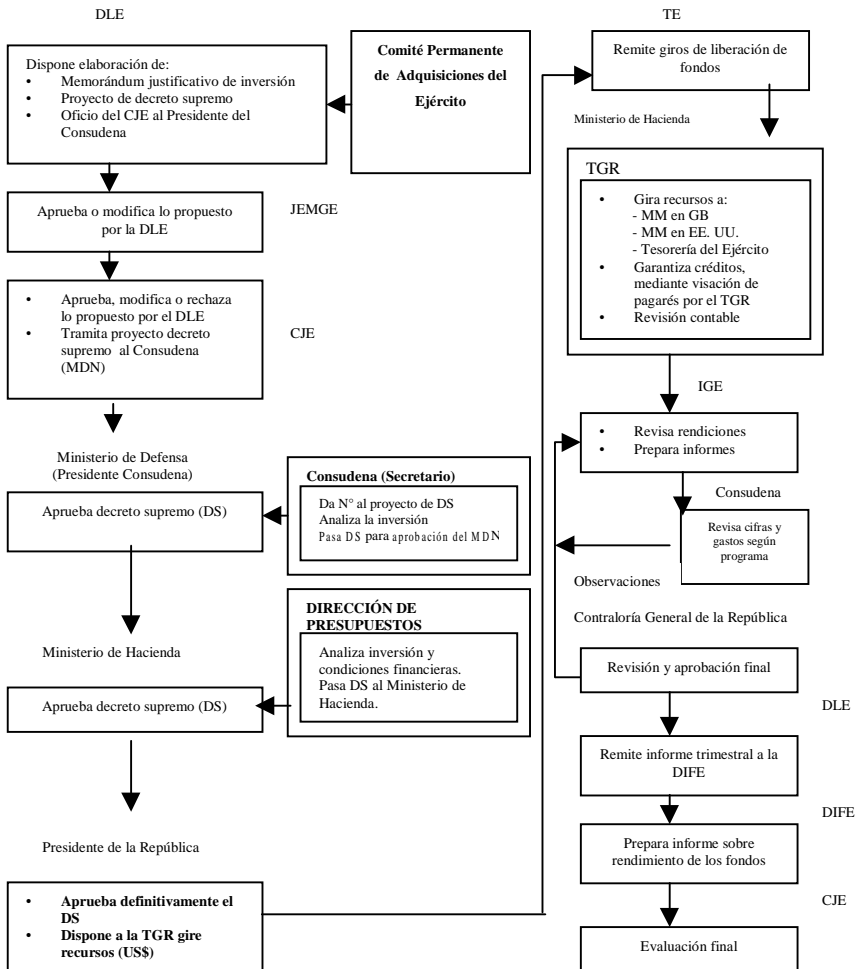 DLE
Dispone elaboración de:
• Memorándum justificativo de inversión
• Proyecto de decreto supremo
• Oficio del CJE al Presidente del
Consudena
Comité Permanente
de Adquisiciones del
Ejército
Aprueba o modifica lo propuesto
por la DLE
JEMGE
• Aprueba, modifica o rechaza
lo propuesto por el DLE
• Tramita proyecto decreto
supremo al Consudena
(MDN)
CJE
Ministerio de Defensa
(Presidente Consudena)
Aprueba decreto supremo (DS)
Consudena (Secretario)
Da N° al proyecto de DS
Analiza la inversión
Pasa DS para aprobación del MDN
Ministerio de Hacienda
Aprueba decreto supremo (DS)
DIRECCIÓN DE
PRESUPUESTOS
Analiza inversión y
condiciones financieras.
Pasa DS al Ministerio de
Hacienda.
Presidente de la República
• Aprueba definitivamente el
DS
• Dispone a la TGR gire
recursos (US$)
TE
Remite giros de liberación de
fondos
Ministerio de Hacienda
TGR
• Gira recursos a:
- MM en GB
- MM en EE. UU.
- Tesorería del Ejército
• Garantiza créditos,
mediante visación de
pagarés por el TGR
• Revisión contable
IGE
• Revisa rendiciones
• Prepara informes
Consudena
Revisa cifras y
gastos según
programa
Observaciones
Contraloría General de la República
Revisión y aprobación final
DLE
Remite informe trimestral a la
DIFE
DIFE
Prepara informe sobre
rendimiento de los fondos
CJE
Evaluación final